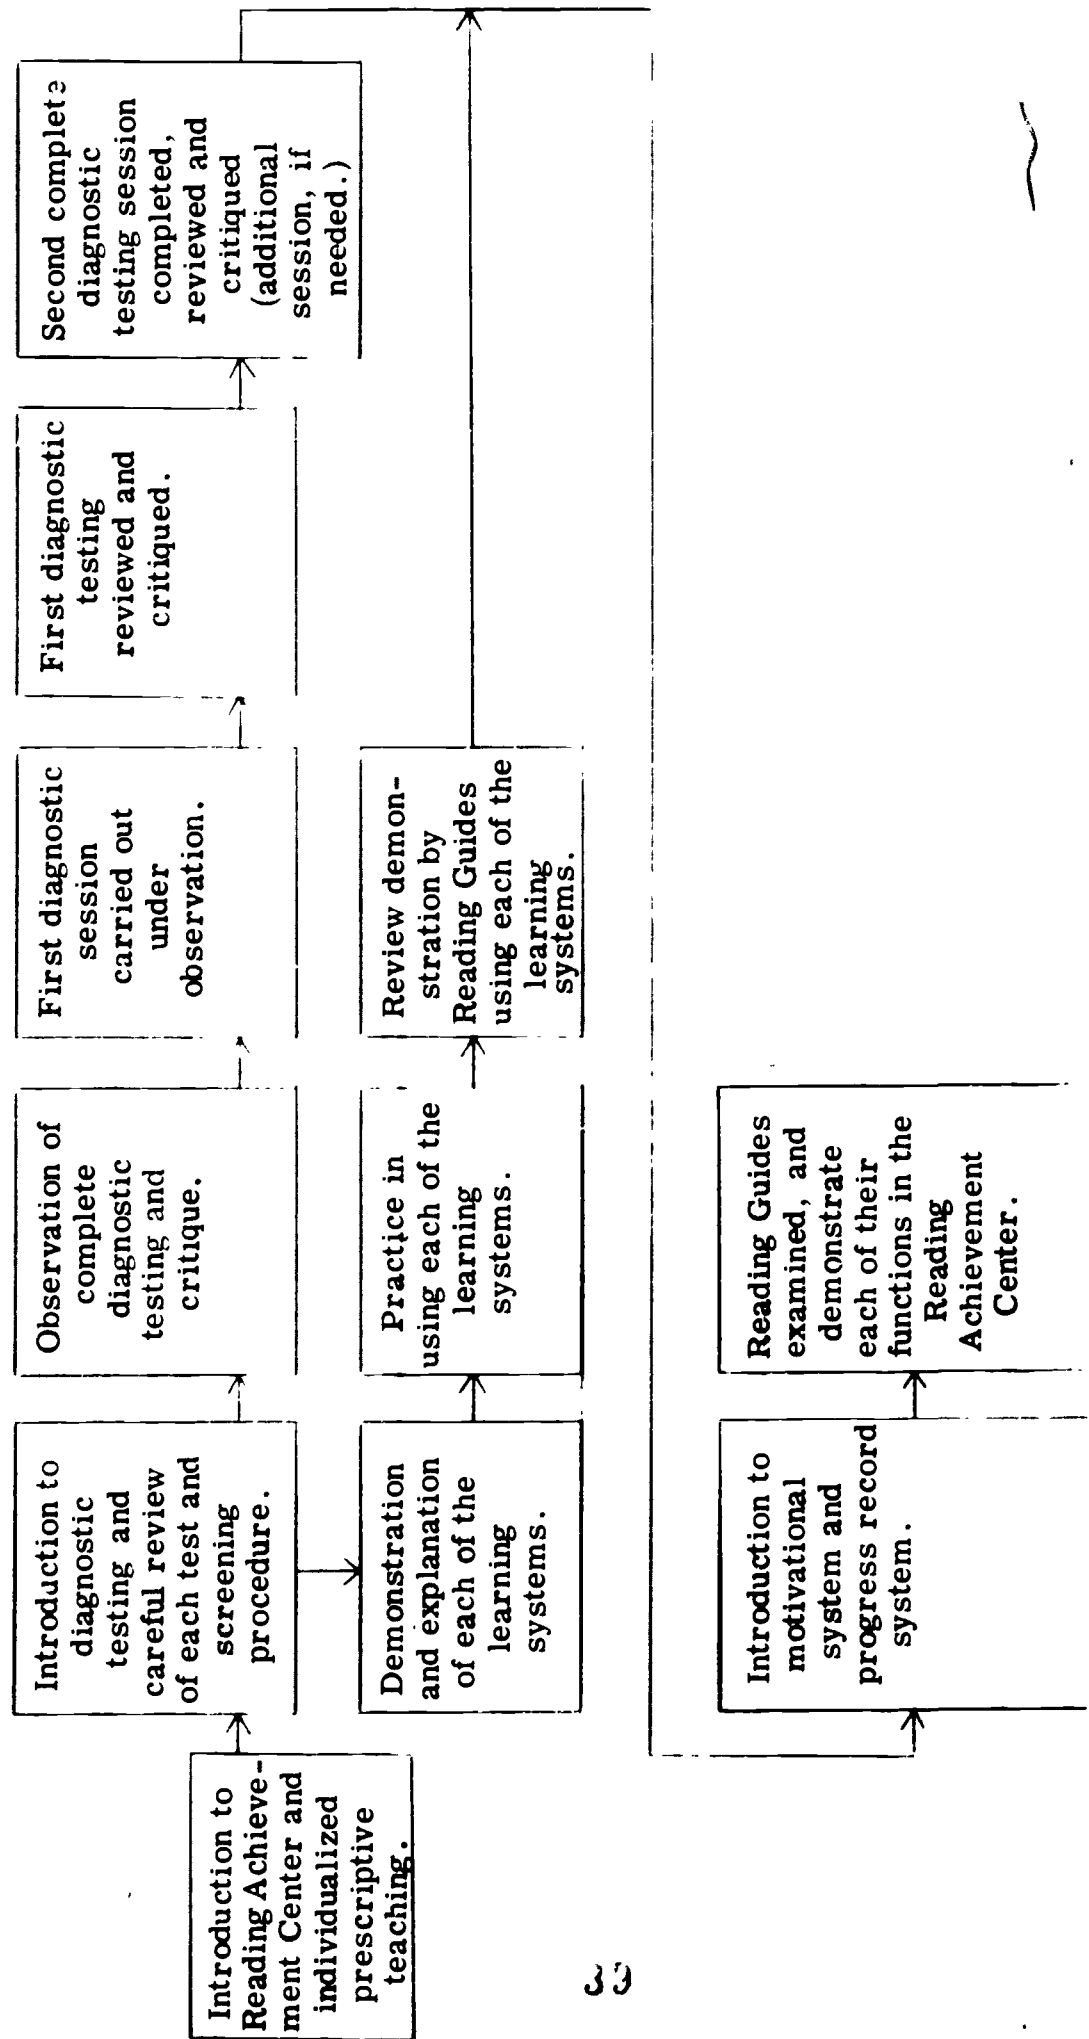 Introduction to
Reading Achieve-
ment Center and
individualized
prescriptive
teaching.
Introduction to
diagnostic
testing and
careful review
of each test and
screening
procedure.
Observation of
complete
diagnostic
testing and
critique.
First diagnostic
session
carried out
under
observation.
First diagnostic
testing
reviewed and
critiqued.
Second complete
diagnostic
testing session
completed,
reviewed and
critiqued
(additional
session, if
needed.)
Demonstration
and explanation
of each of the
learning
systems.
Practice in
using each of the
learning
systems.
Review demon-
stration by
Reading Guides
using each of the
learning
systems.
Introduction to
motivational
system and
progress record
system.
Reading Guides
examined, and
demonstrate
each of their
functions in the
Reading
Achievement
Center.